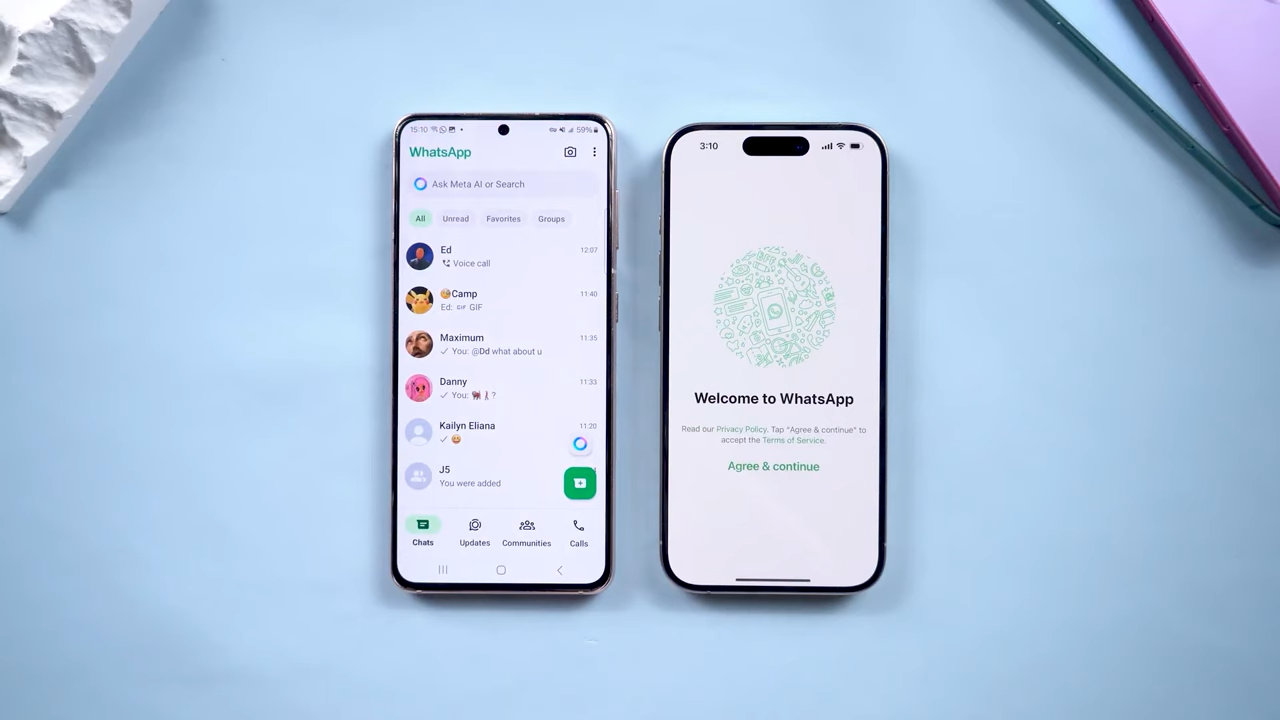 15:10
59%
WhatsApp
Ask Meta AI or Search
All Unread Favorites Groups
Ed 12:07
Voice call
🤩Camp 11:40
Ed: GIF GIF
Maximum 11:35
✓ You: @Dd what about u
Danny 11:33
✓ You: ?
Kailyn Eliana 11:20
✓ 😃
J5
You were added
Chats Updates Communities Calls
3:10
Welcome to WhatsApp
Read our Privacy Policy. Tap “Agree & continue” to
accept the Terms of Service.
Agree & continue